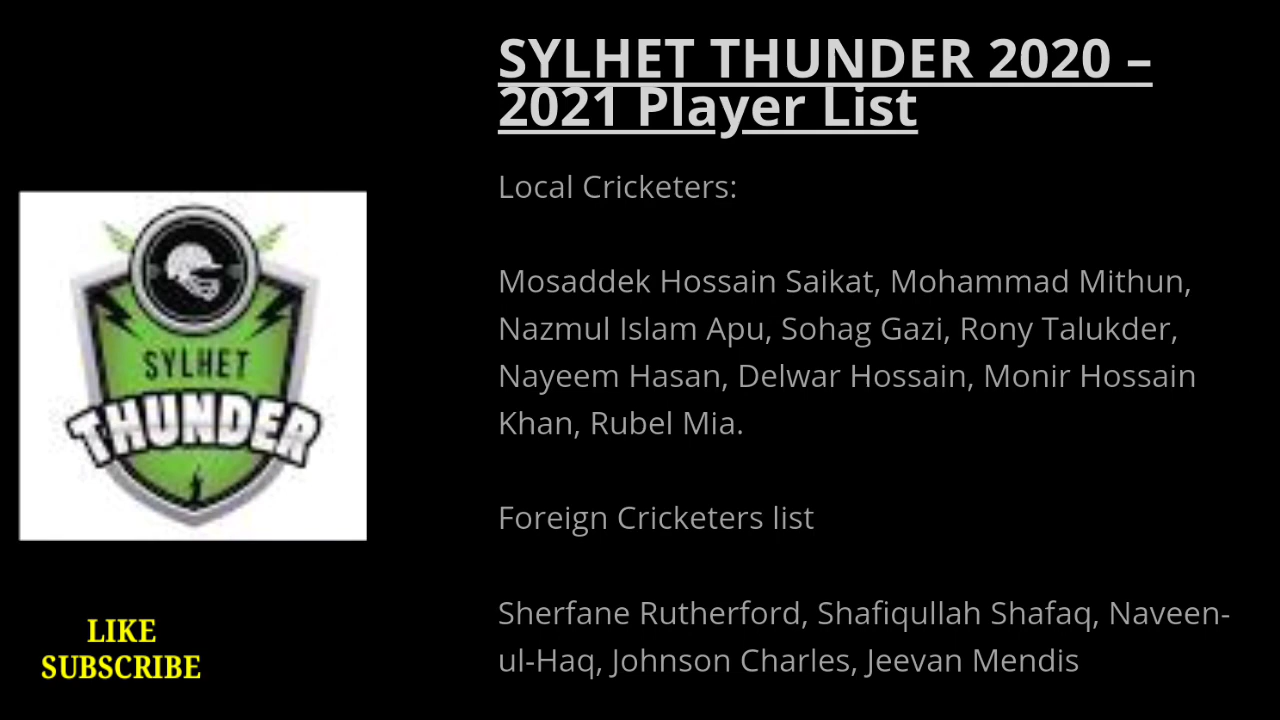 SYLHET THUNDER 2020 –
2021 Player List
Local Cricketers:
Mosaddek Hossain Saikat, Mohammad Mithun,
Nazmul Islam Apu, Sohag Gazi, Rony Talukder,
Nayeem Hasan, Delwar Hossain, Monir Hossain
Khan, Rubel Mia.
Foreign Cricketers list
Sherfane Rutherford, Shafiqullah Shafaq, Naveen-
ul-Haq, Johnson Charles, Jeevan Mendis
SYLHET
THUNDER
LIKE
SUBSCRIBE